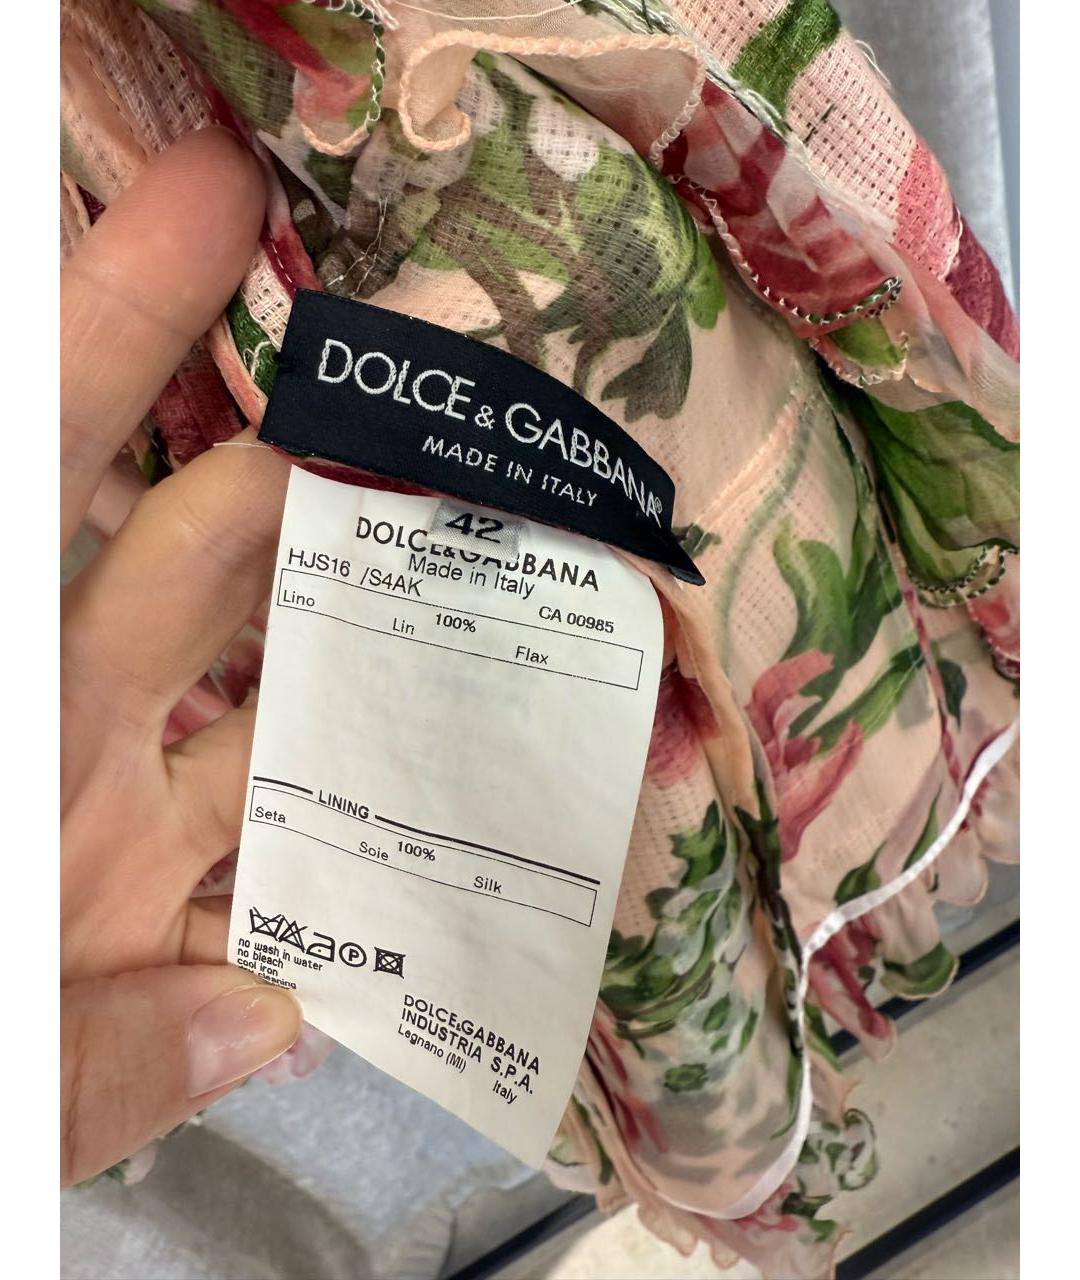 DOLCE & GABBANA®
MADE IN ITALY
42
DOLCE&GABBANA
Made in Italy
HJS16 /S4AK
CA 00985
Lino
Lin 100%
Flax
LINING
Seta
Soie 100%
Silk
P
no wash in water
no bleach
cool iron
dry cleaning
DOLCE&GABBANA
INDUSTRIA S.P.A.
Legnano (MI)
Italy